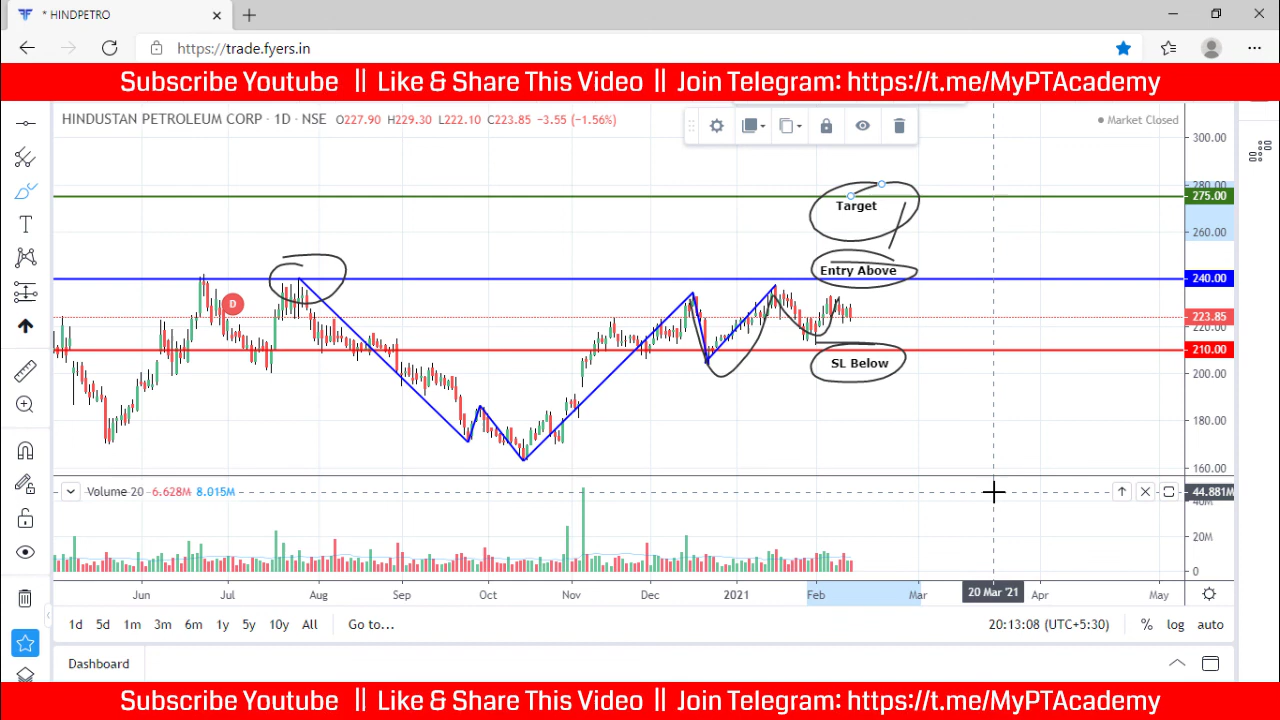 * HINDPETRO
https://trade.fyers.in
Subscribe Youtube || Like & Share This Video || Join Telegram: https://t.me/MyPTAcademy
HINDUSTAN PETROLEUM CORP · 1D · NSE O227.90 H229.30 L222.10 C223.85 −3.55 (−1.56%)
Market Closed
300.00
280.00
275.00
Target
260.00
Entry Above
240.00
D
223.85
220.00
210.00
SL Below
200.00
180.00
160.00
Volume 20 6.628M 8.015M
44.881M
40M
20M
0
Jun Jul Aug Sep Oct Nov Dec 2021 Feb Mar 20 Mar '21 Apr May
1d 5d 1m 3m 6m 1y 5y 10y All Go to... 20:13:08 (UTC+5:30) % log auto
Dashboard
Subscribe Youtube || Like & Share This Video || Join Telegram: https://t.me/MyPTAcademy